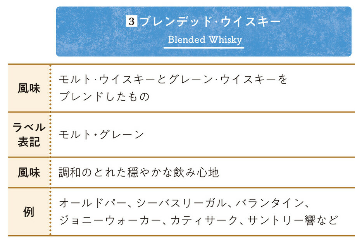 3 ブレンデッド・ウイスキー
Blended Whisky
風味
モルト・ウイスキーとグレーン・ウイスキーを
ブレンドしたもの
ラベル
表記
モルト・グレーン
風味
調和のとれた穏やかな飲み心地
例
オールドパー、シーバスリーガル、バランタイン、
ジョニーウォーカー、カティサーク、サントリー響など